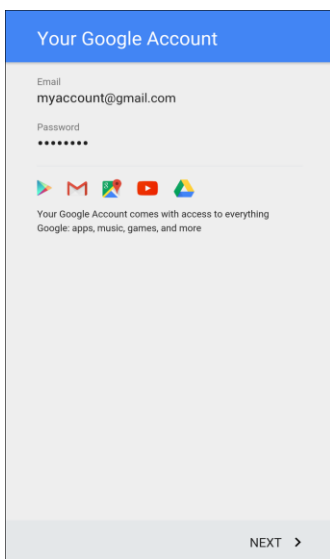 Your Google Account
Email
myaccount@gmail.com
Password
••••••••
Your Google Account comes with access to everything
Google: apps, music, games, and more
NEXT